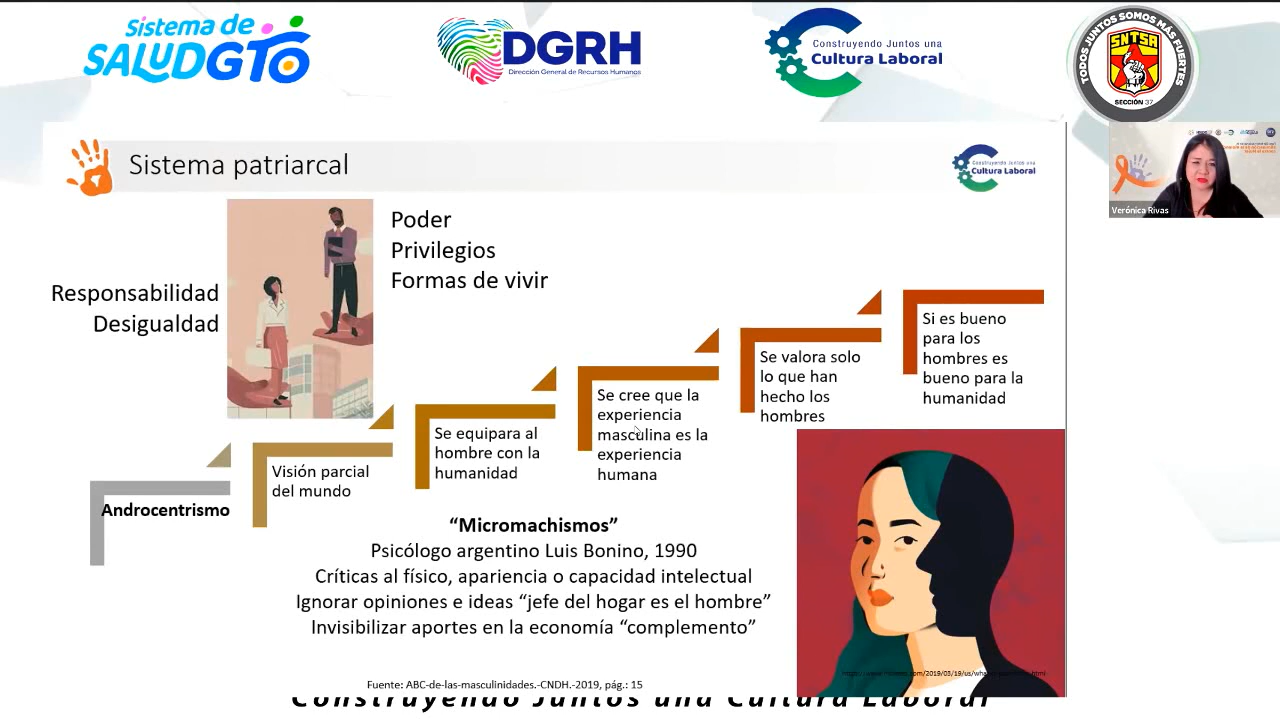 Sistema de
SALUDGTO
DGRH
Dirección General de Recursos Humanos
Construyendo Juntos una
Cultura Laboral
TODOS JUNTOS SOMOS MÁS FUERTES
SNTSA
SECCIÓN 37
Sistema patriarcal
Construyendo Juntos una
Cultura Laboral
Verónica Rivas
Poder
Privilegios
Formas de vivir
Responsabilidad
Desigualdad
Androcentrismo
Visión parcial
del mundo
Se equipara al
hombre con la
humanidad
Se cree que la
experiencia
masculina es la
experiencia
humana
Se valora solo
lo que han
hecho los
hombres
Si es bueno
para los
hombres es
bueno para la
humanidad
“Micromachismos”
Psicólogo argentino Luis Bonino, 1990
Críticas al físico, apariencia o capacidad intelectual
Ignorar opiniones e ideas “jefe del hogar es el hombre”
Invisibilizar aportes en la economía “complemento”
Fuente: ABC-de-las-masculinidades.-CNDH.-2019, pág.: 15
Construyendo Juntos una Cultura Laboral